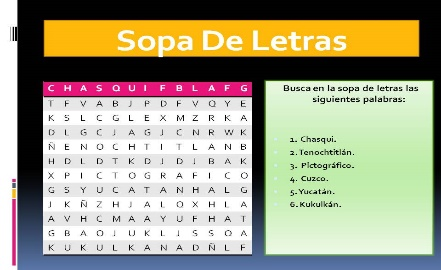 Sopa De Letras
C H A S Q U I F B L A F G
T F V A B J P D F V Q Y E
K S L C G L E X M Z R K A
D L G C J A G J C N R W K
Ñ E N O C H T I T L A N B
H D L D T K D J D J B A K
X P I C T O G R A F I C O
G S Y U C A T A N H A L G
J K Ñ Z H J A L O X H L A
A V H C M A A Y U F H A T
G B A O J U K L J S S O A
K U K U L K A N A D Ñ L F
Busca en la sopa de letras las
siguientes palabras:
1. Chasqui.
2. Tenochtitlán.
3. Pictográfico.
4. Cuzco.
5. Yucatán.
6. Kukulkán.